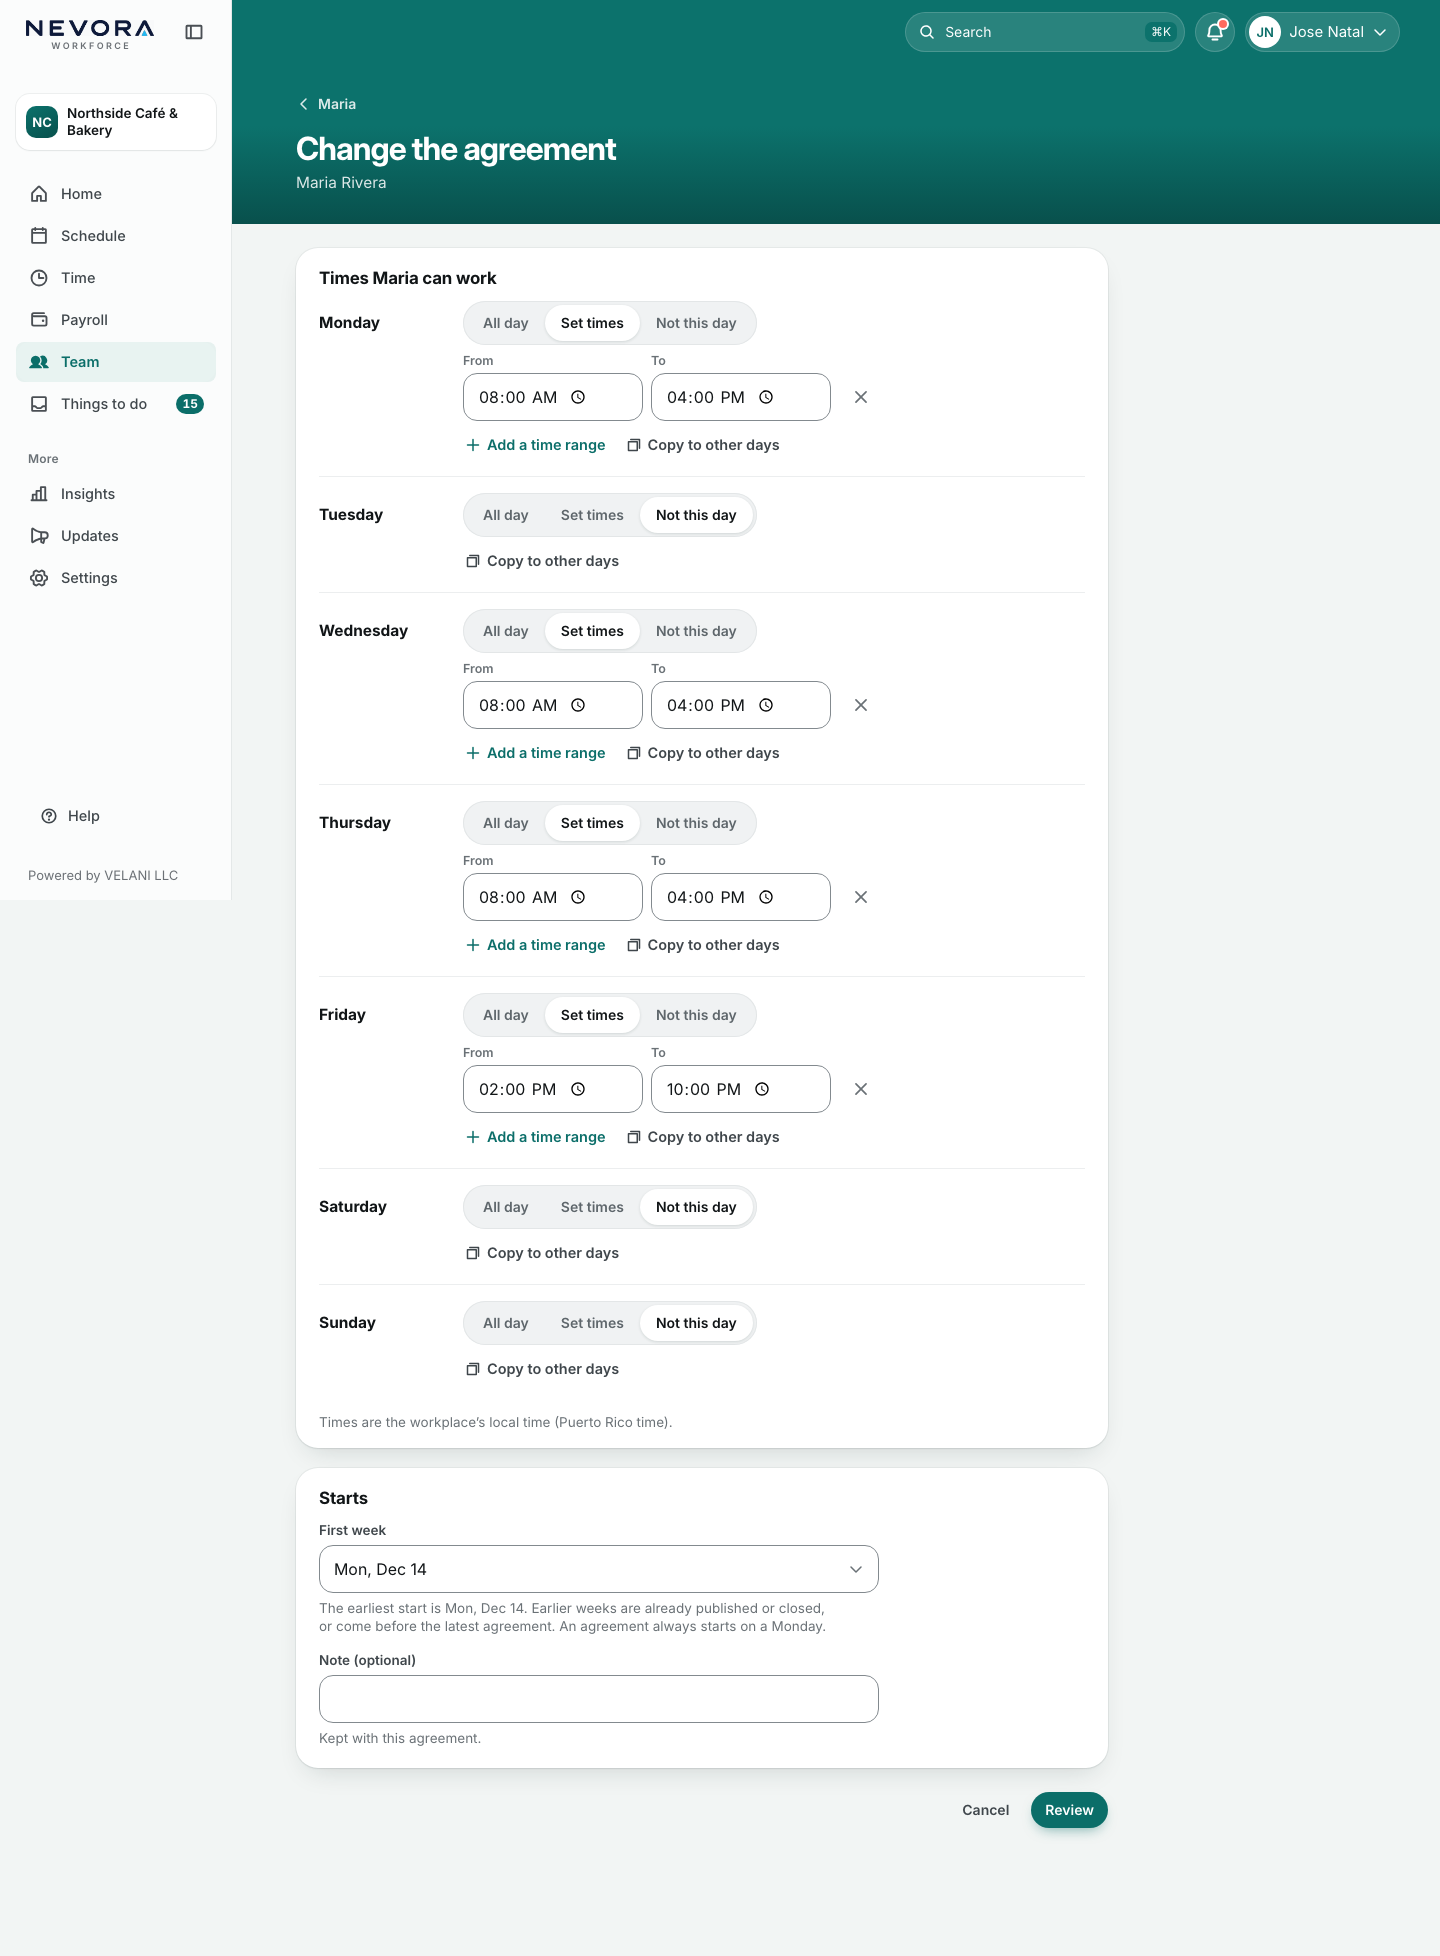 NEVORA
WORKFORCE
Search
⌘K
JN
Jose Natal
NC
Northside Café &
Bakery
Home
Schedule
Time
Payroll
Team
Things to do
15
More
Insights
Updates
Settings
Help
Powered by VELANI LLC
Maria
Change the agreement
Maria Rivera
Times Maria can work
Monday
All day Set times Not this day
From To
08:00 AM 04:00 PM
Add a time range Copy to other days
Tuesday
All day Set times Not this day
Copy to other days
Wednesday
All day Set times Not this day
From To
08:00 AM 04:00 PM
Add a time range Copy to other days
Thursday
All day Set times Not this day
From To
08:00 AM 04:00 PM
Add a time range Copy to other days
Friday
All day Set times Not this day
From To
02:00 PM 10:00 PM
Add a time range Copy to other days
Saturday
All day Set times Not this day
Copy to other days
Sunday
All day Set times Not this day
Copy to other days
Times are the workplace’s local time (Puerto Rico time).
Starts
First week
Mon, Dec 14
The earliest start is Mon, Dec 14. Earlier weeks are already published or closed,
or come before the latest agreement. An agreement always starts on a Monday.
Note (optional)
Kept with this agreement.
Cancel
Review